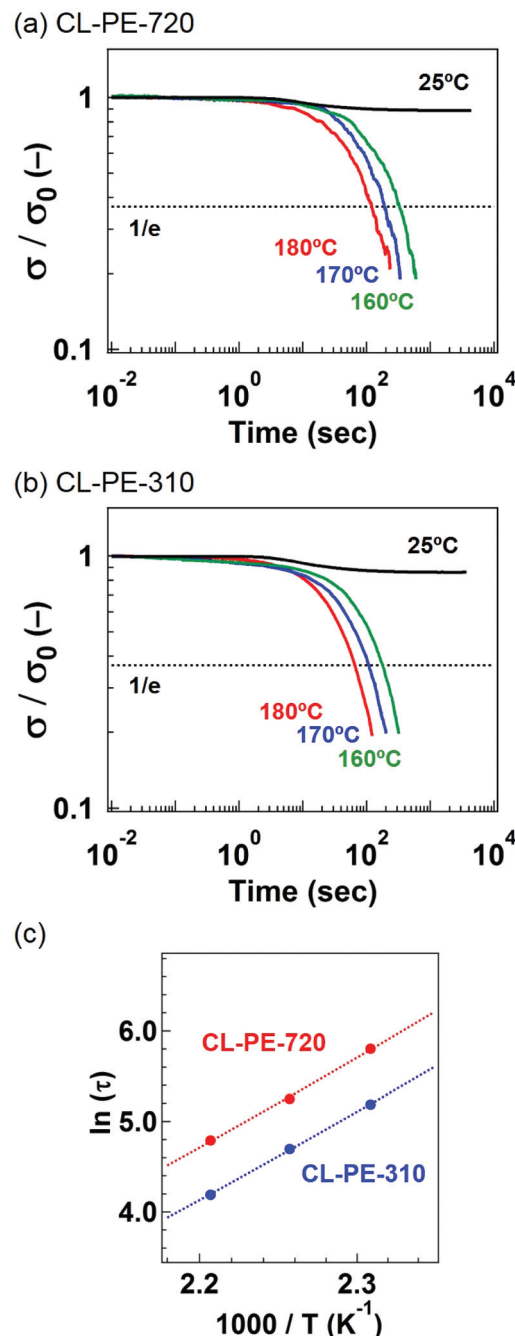 (a) CL-PE-720
1
25ºC
σ / σ0 (–)
1/e
180ºC
170ºC
160ºC
0.1
10-2 100 102 104
Time (sec)
(b) CL-PE-310
1
25ºC
σ / σ0 (–)
1/e
180ºC
170ºC
160ºC
0.1
10-2 100 102 104
Time (sec)
(c)
6.0
CL-PE-720
ln (τ)
5.0
CL-PE-310
4.0
2.2 2.3
1000 / T (K-1)